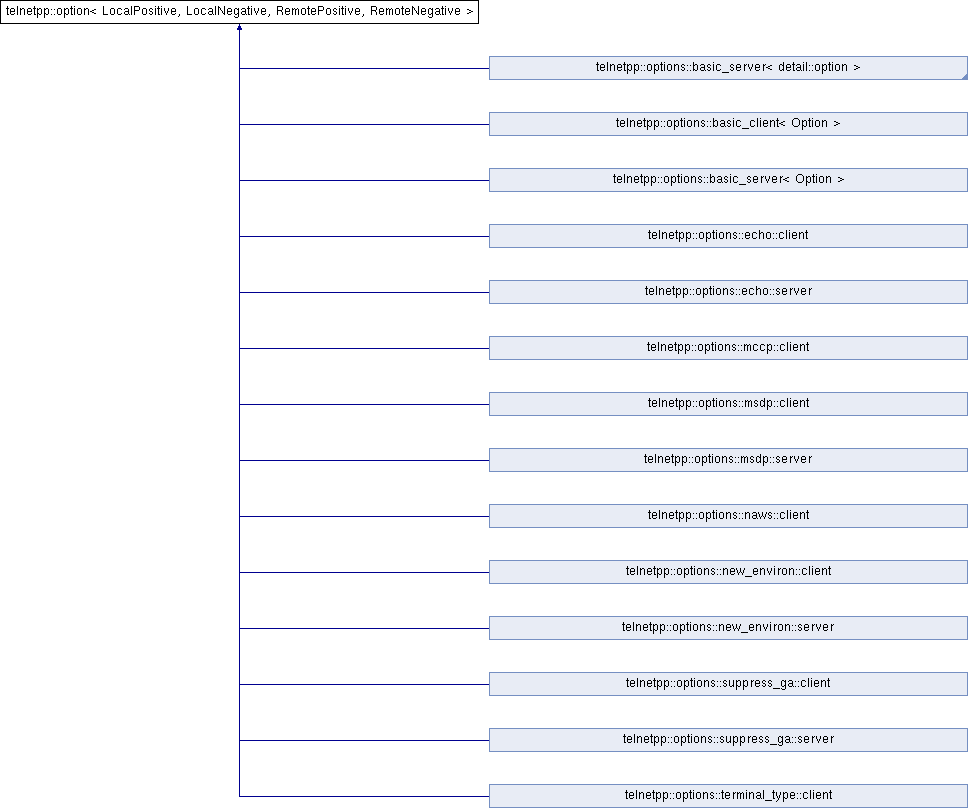 telnetpp::option< LocalPositive, LocalNegative, RemotePositive, RemoteNegative >
telnetpp::options::basic_server< detail::option >
telnetpp::options::basic_client< Option >
telnetpp::options::basic_server< Option >
telnetpp::options::echo::client
telnetpp::options::echo::server
telnetpp::options::mccp::client
telnetpp::options::msdp::client
telnetpp::options::msdp::server
telnetpp::options::naws::client
telnetpp::options::new_environ::client
telnetpp::options::new_environ::server
telnetpp::options::suppress_ga::client
telnetpp::options::suppress_ga::server
telnetpp::options::terminal_type::client